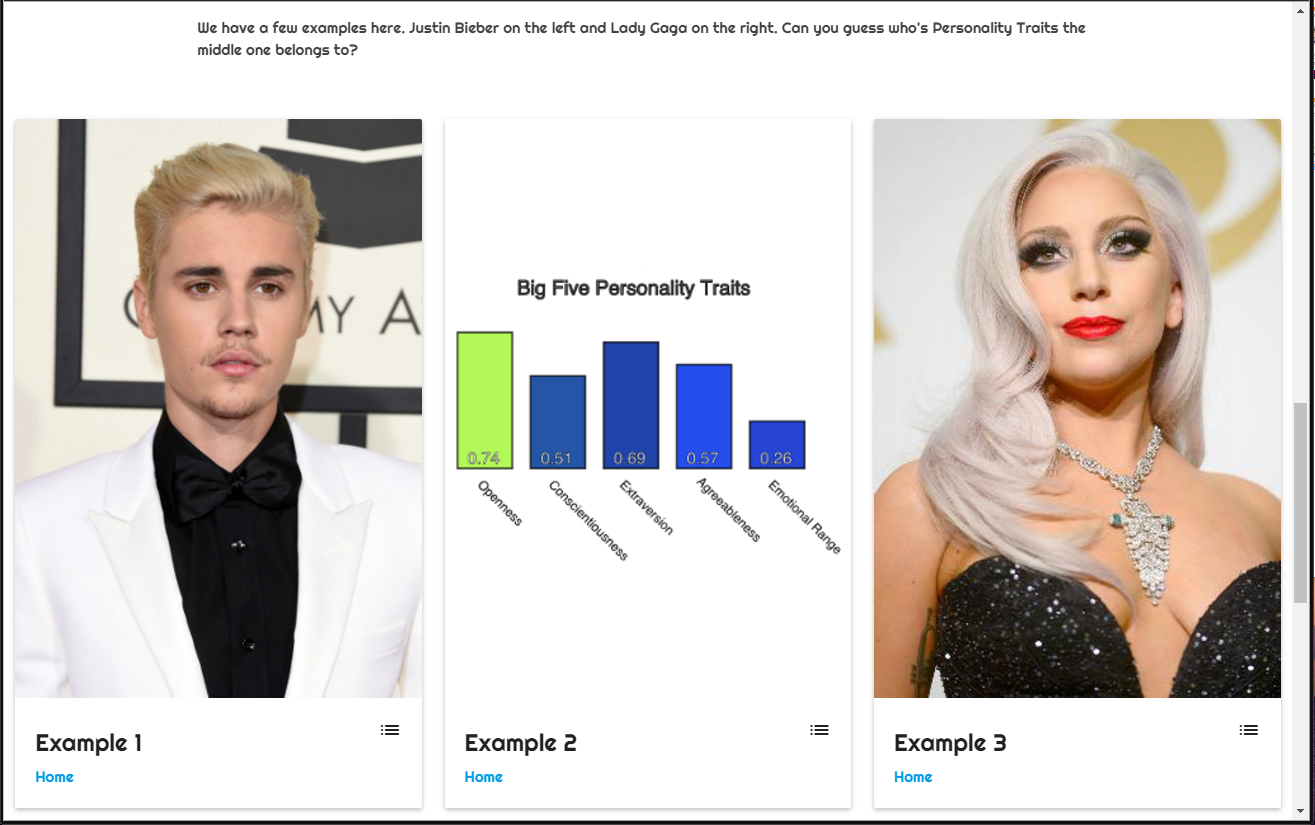 We have a few examples here. Justin Bieber on the left and Lady Gaga on the right. Can you guess who's Personality Traits the
middle one belongs to?
MY A
Big Five Personality Traits
0.74
0.51
0.69
0.57
0.26
Openness
Conscientiousness
Extraversion
Agreeableness
Emotional Range
Example 1
Home
Example 2
Home
Example 3
Home